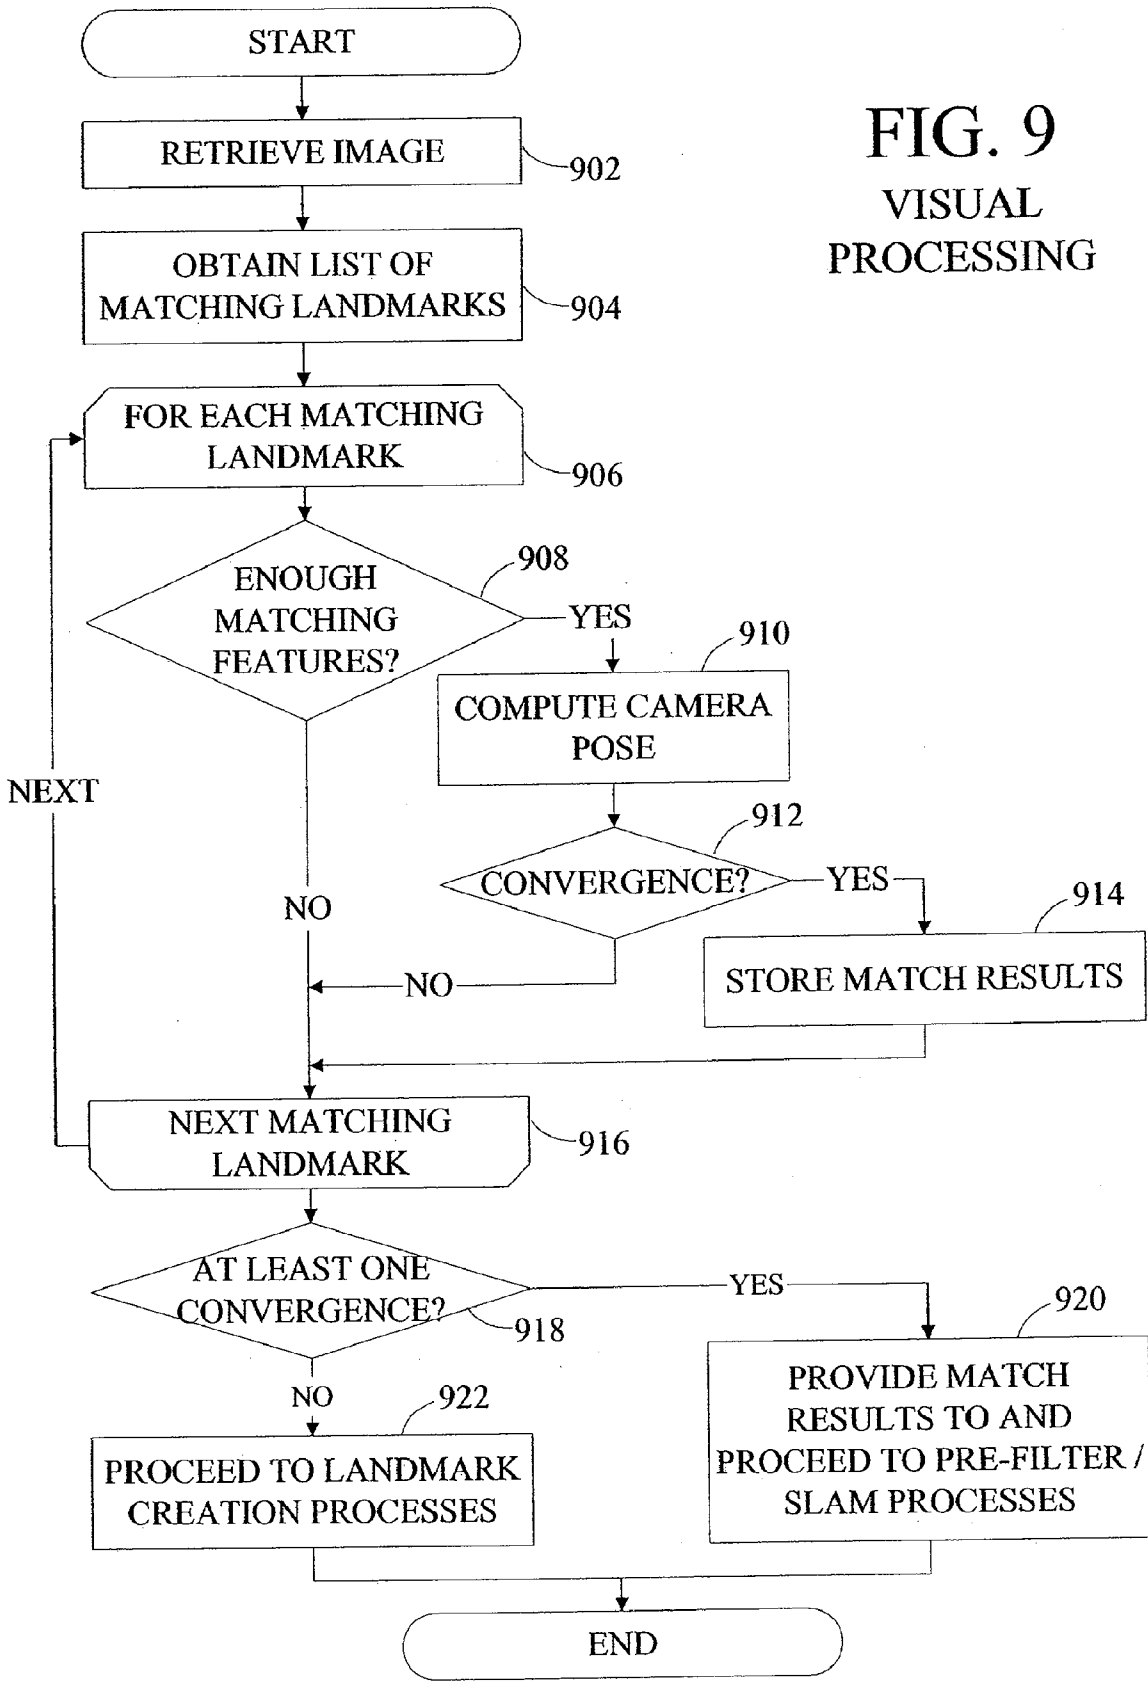 START
FIG. 9
VISUAL
PROCESSING
RETRIEVE IMAGE
902
OBTAIN LIST OF
MATCHING LANDMARKS
904
FOR EACH MATCHING
LANDMARK
906
ENOUGH
MATCHING
FEATURES?
908
YES
910
COMPUTE CAMERA
POSE
NEXT
912
CONVERGENCE?
YES
914
NO
NO
STORE MATCH RESULTS
NEXT MATCHING
LANDMARK
916
AT LEAST ONE
CONVERGENCE?
918
YES
920
NO
922
PROVIDE MATCH
RESULTS TO AND
PROCEED TO PRE-FILTER /
SLAM PROCESSES
PROCEED TO LANDMARK
CREATION PROCESSES
END